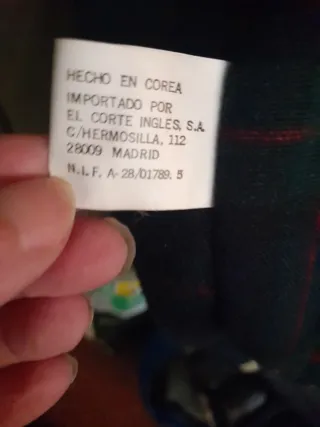 HECHO EN COREA
IMPORTADO POR
EL CORTE INGLES, S.A.
C/HERMOSILLA, 112
28009 MADRID
N.I.F. A-28/01789.5